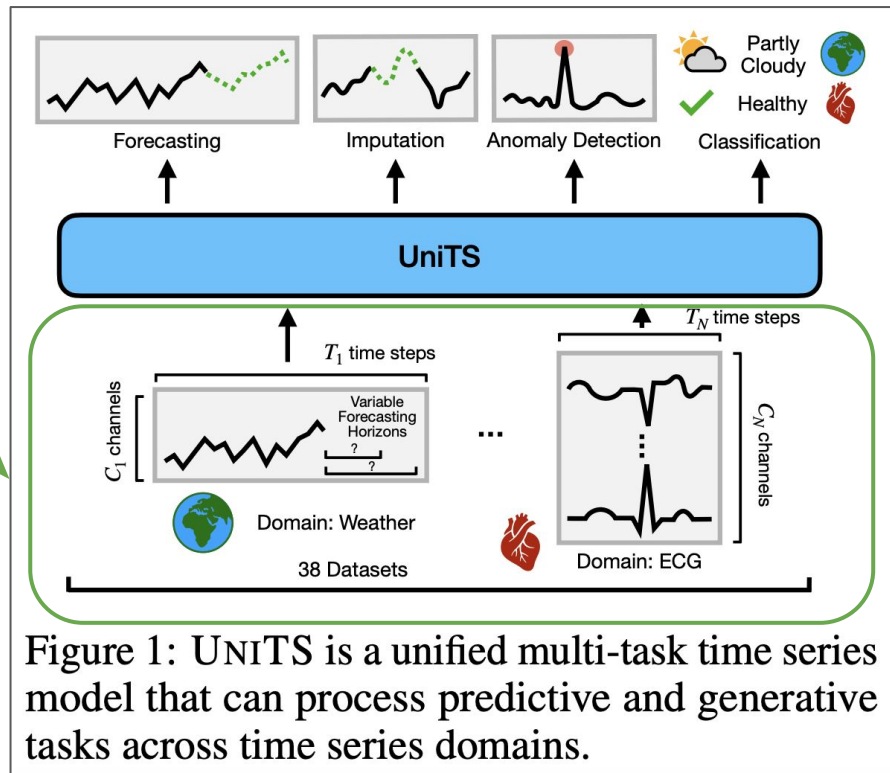 Partly
Cloudy
Healthy
Forecasting Imputation Anomaly Detection Classification
UniTS
T₁ time steps
T_N time steps
C₁ channels
Variable
Forecasting
Horizons
?
?
...
C_N channels
Domain: Weather
Domain: ECG
38 Datasets
Figure 1: UNITS is a unified multi-task time series
model that can process predictive and generative
tasks across time series domains.